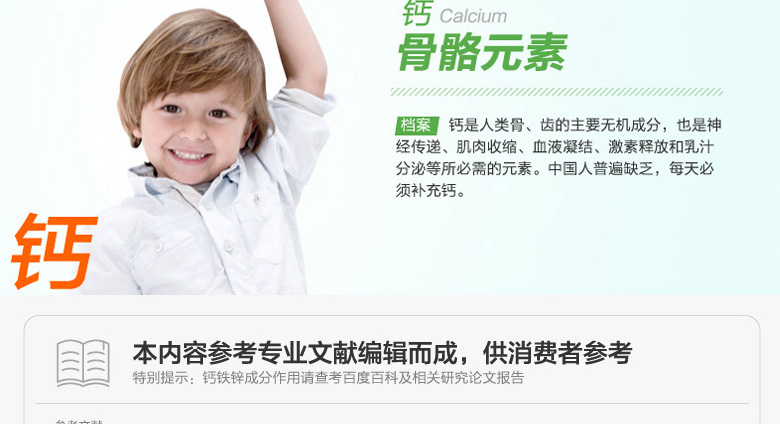 钙 Calcium
骨骼元素
档案 钙是人类骨、齿的主要无机成分，也是神
经传递、肌肉收缩、血液凝结、激素释放和乳汁
分泌等所必需的元素。中国人普遍缺乏，每天必
须补充钙。
钙
本内容参考专业文献编辑而成，供消费者参考
特别提示：钙铁锌成分作用请查考百度百科及相关研究论文报告